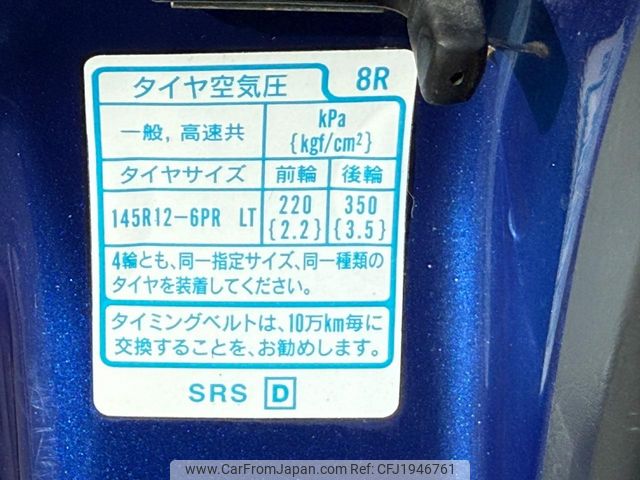 タイヤ空気圧 8R
一般, 高速共 kPa {kgf/cm²}
タイヤサイズ 前輪 後輪
145R12-6PR LT 220 {2.2} 350 {3.5}
4輪とも、同一指定サイズ、同一種類の
タイヤを装着してください。
タイミングベルトは、10万km毎に
交換することを、お勧めします。
SRS D
www.CarFromJapan.com - CFJ1946761